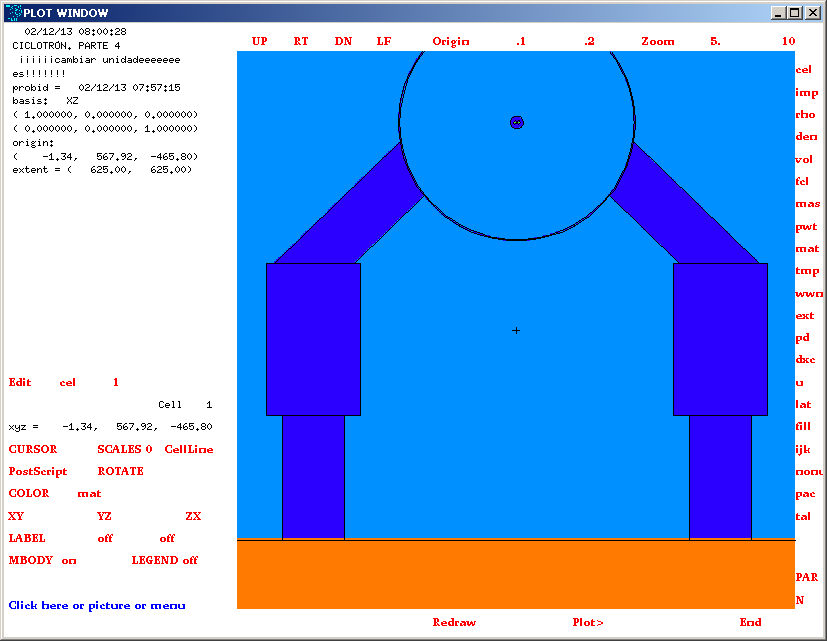 PLOT WINDOW
02/12/13 08:00:28
CICLOTRON. PARTE 4
iiiiiicambiar unidadeeeeeee
es!!!!!!!
probid = 02/12/13 07:57:15
basis: XZ
( 1.000000, 0.000000, 0.000000)
( 0.000000, 0.000000, 1.000000)
origin:
( -1.34, 567.92, -465.80)
extent = ( 625.00, 625.00)
UP RT DN LF Origin .1 .2 Zoom 5. 10
cel
imp
rho
den
vol
fcl
mas
pwt
mat
tmp
wwn
ext
pd
dxc
u
lat
fill
ijk
nonu
pac
tal
PAR
N
Edit cel 1
Cell 1
xyz = -1.34, 567.92, -465.80
CURSOR SCALES 0 CellLine
PostScript ROTATE
COLOR mat
XY YZ ZX
LABEL off off
MBODY on LEGEND off
Click here or picture or menu
Redraw Plot> End